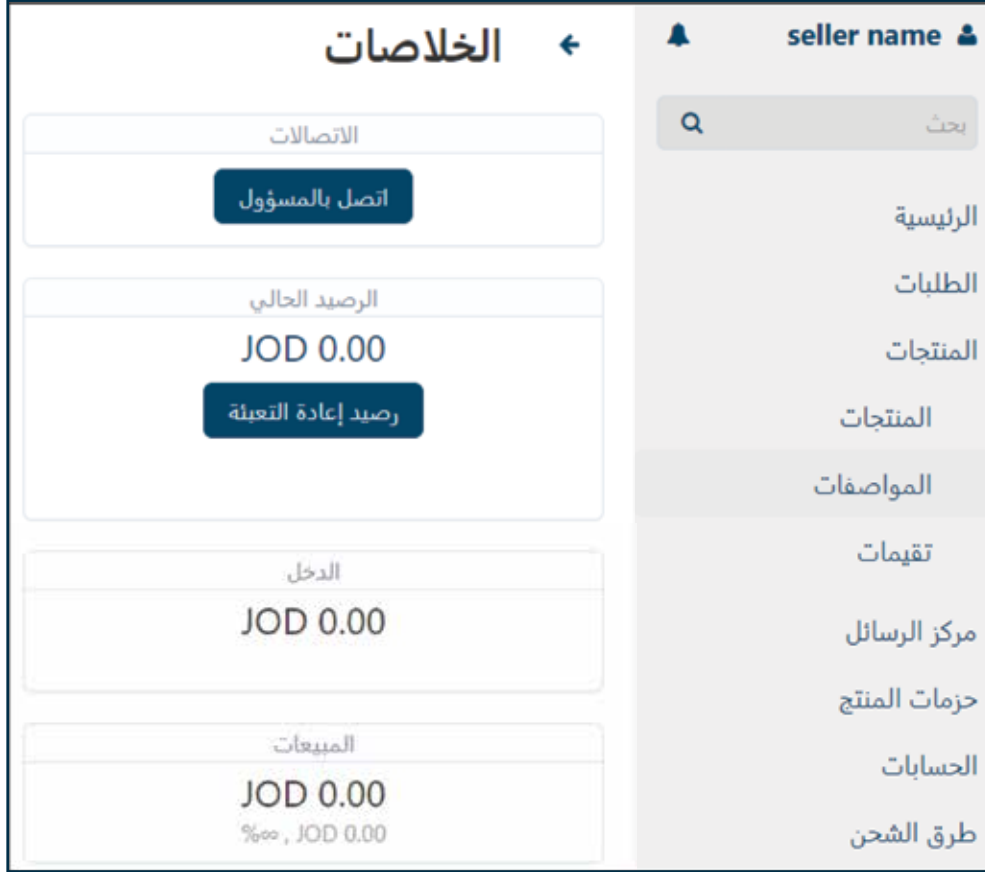 seller name
بحث
الرئيسية
الطلبات
المنتجات
المنتجات
المواصفات
تقيمات
مركز الرسائل
حزمات المنتج
الحسابات
طرق الشحن
الخلاصات
الاتصالات
اتصل بالمسؤول
الرصيد الحالي
JOD 0.00
رصيد إعادة التعبئة
الدخل
JOD 0.00
المبيعات
JOD 0.00
%∞ , JOD 0.00